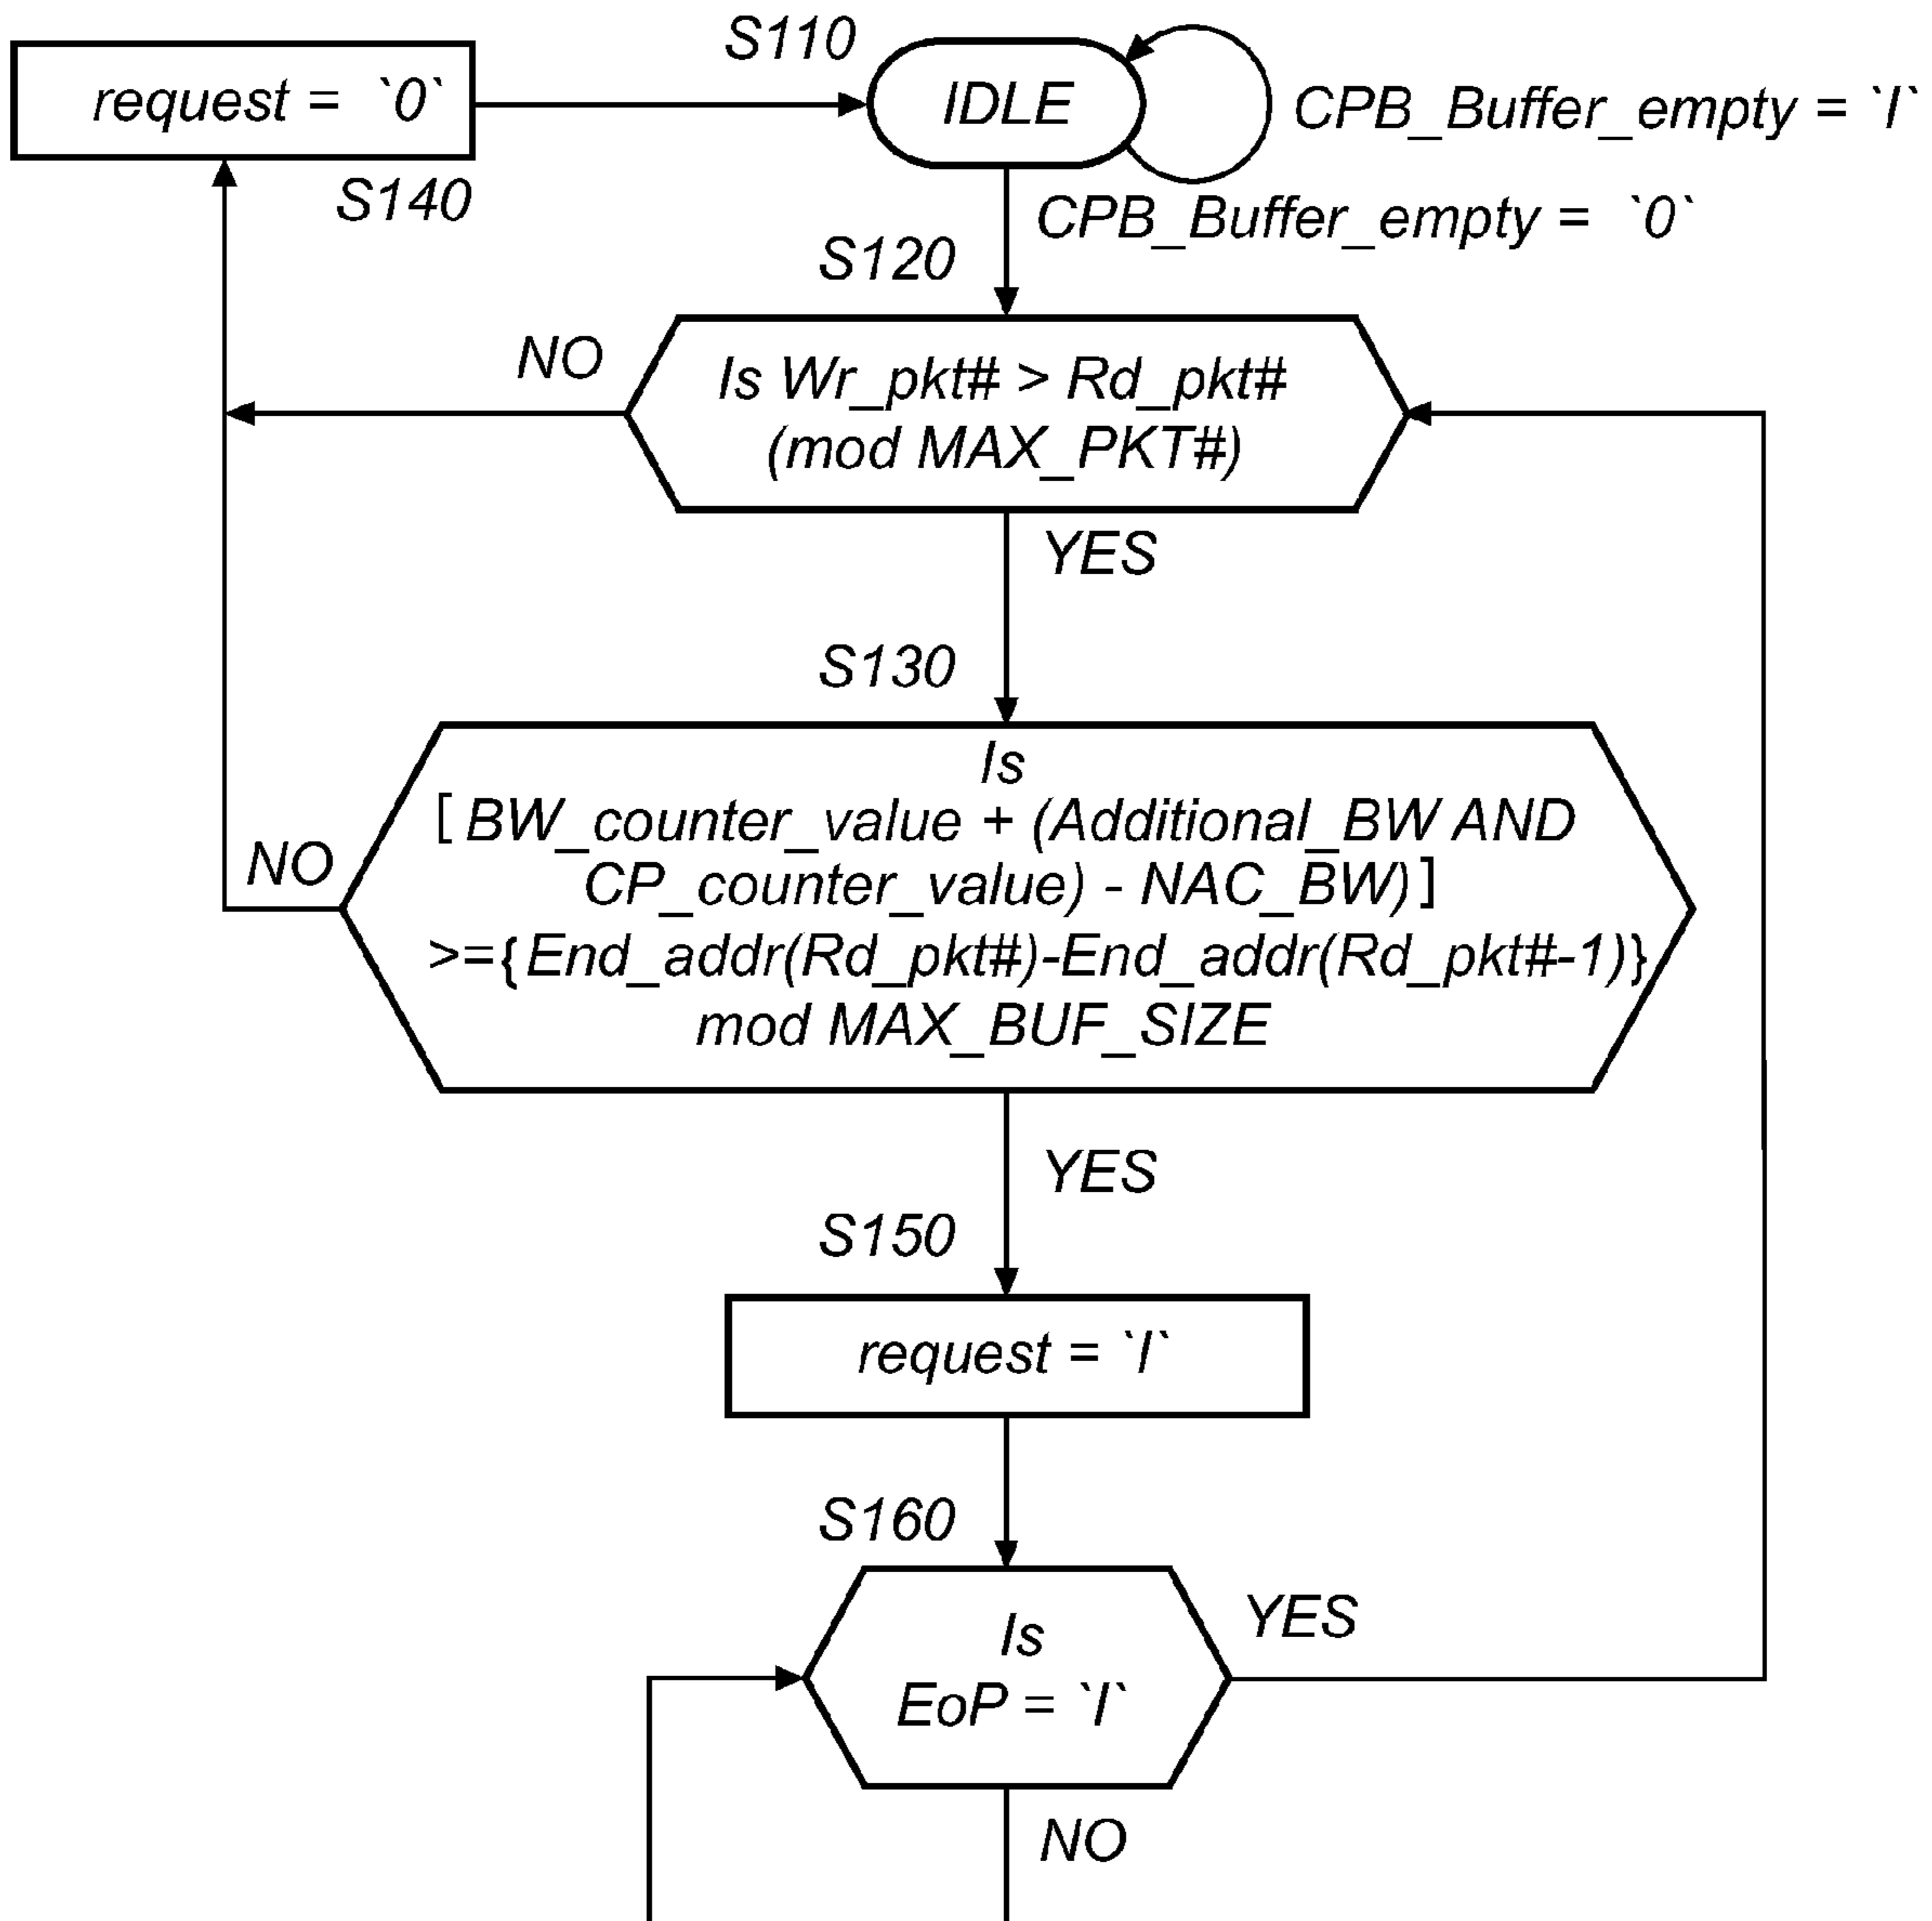 S110
request = `0`
IDLE
CPB_Buffer_empty = `I`
S140
CPB_Buffer_empty = `0`
S120
NO
Is Wr_pkt# > Rd_pkt#
(mod MAX_PKT#)
YES
S130
Is
[ BW_counter_value + (Additional_BW AND
NO
CP_counter_value) - NAC_BW) ]
>={End_addr(Rd_pkt#)-End_addr(Rd_pkt#-1)}
mod MAX_BUF_SIZE
YES
S150
request = `I`
S160
YES
Is
EoP = `I`
NO